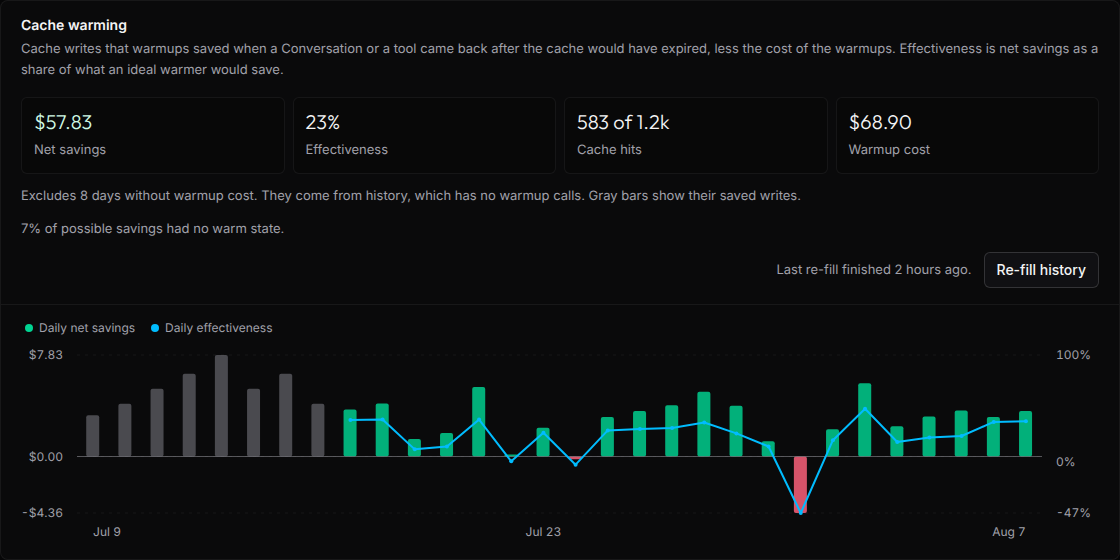 Cache warming
Cache writes that warmups saved when a Conversation or a tool came back after the cache would have expired, less the cost of the warmups. Effectiveness is net savings as a
share of what an ideal warmer would save.
$57.83
Net savings
23%
Effectiveness
583 of 1.2k
Cache hits
$68.90
Warmup cost
Excludes 8 days without warmup cost. They come from history, which has no warmup calls. Gray bars show their saved writes.
7% of possible savings had no warm state.
Last re-fill finished 2 hours ago.
Re-fill history
Daily net savings
Daily effectiveness
$7.83
100%
$0.00
0%
-$4.36
-47%
Jul 9
Jul 23
Aug 7